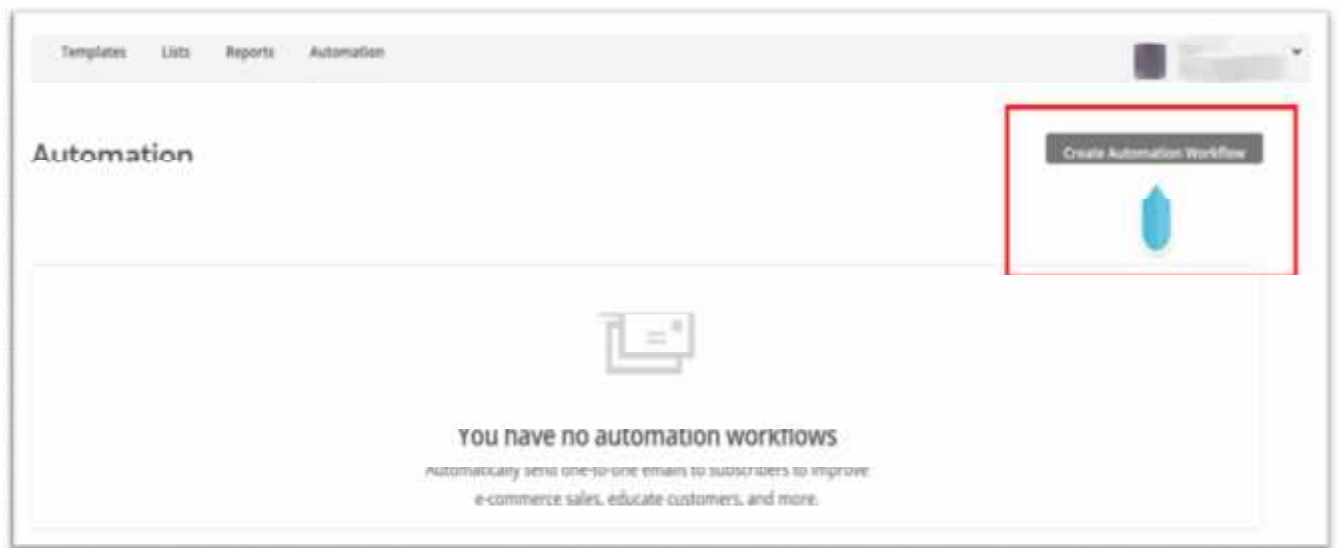 Templates Lists Reports Automation
Automation
Create Automation Workflow
You have no automation workflows
Automatically send one-to-one emails to subscribers to improve
e-commerce sales, educate customers, and more.